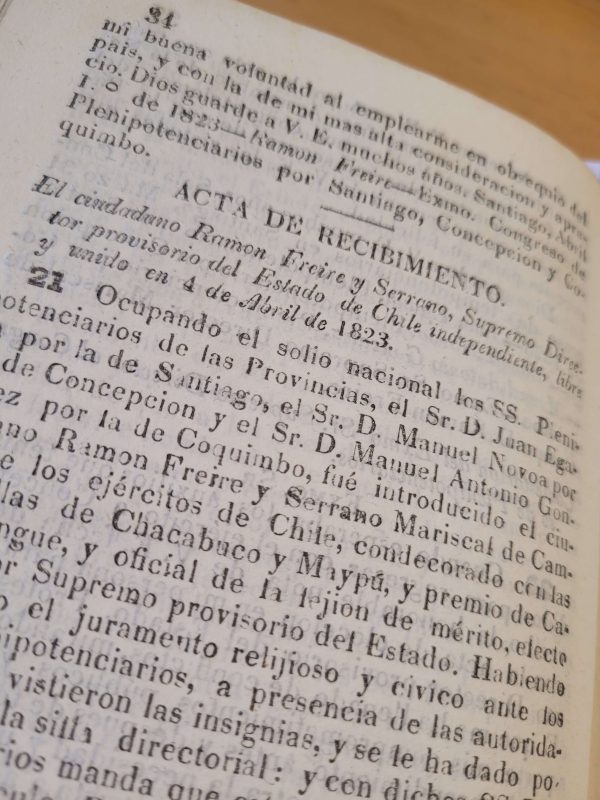 34
mi buena voluntad al emplearme en obsequio del
pais, y con la de mi mas alta consideracion y apre-
cio. Dios guarde a V. E. muchos años. Santiago, Abril
1. o de 1823—Ramon Freire—Exmo. Congreso de
Plenipotenciarios por Santiago, Concepcion y Co-
quimbo.
ACTA DE RECIBIMIENTO.
El ciudadano Ramon Freire y Serrano, Supremo Direc-
tor provisorio del Estado de Chile independiente, libre
y unido en 4 de Abril de 1823.
21 Ocupando el solio nacional los SS. Pleni-
potenciarios de las Provincias, el Sr. D. Juan Ega-
por la de Santiago, el Sr. D. Manuel Novoa por
de Concepcion y el Sr. D. Manuel Antonio Gon-
ez por la de Coquimbo, fué introducido el ciu-
ano Ramon Freire y Serrano Mariscal de Cam-
e los ejércitos de Chile, condecorado con las
llas de Chacabuco y Maypú, y premio de Ca-
ngue, y oficial de la lejion de mérito, electo
or Supremo provisorio del Estado. Habiendo
o el juramento relijioso y civico ante los
nipotenciarios, a presencia de las autorida-
vistieron las insignias, y se le ha dado po-
la silla directorial: y con dichos
rios manda que